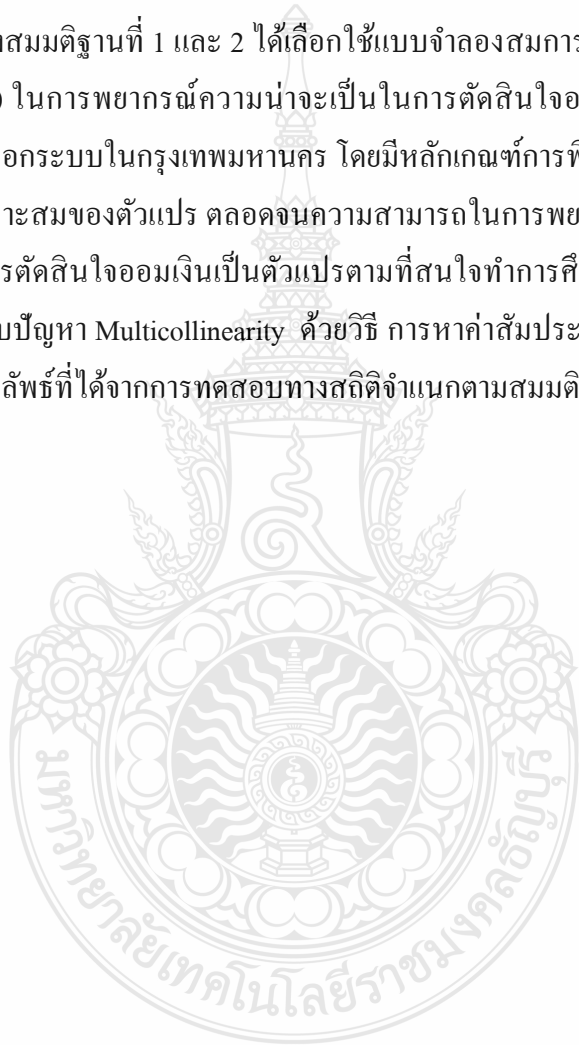 งสมมติฐานที่ 1 และ 2 ได้เลือกใช้แบบจำลองสมการ
) ในการพยากรณ์ความน่าจะเป็นในการตัดสินใจออ
อกระบบในกรุงเทพมหานคร โดยมีหลักเกณฑ์การพิ
าะสมของตัวแปร ตลอดจนความสามารถในการพย
รตัดสินใจออมเงินเป็นตัวแปรตามที่สนใจทำการศึ
บปัญหา Multicollinearity ด้วยวิธี การหาค่าสัมประ
ลัพธ์ที่ได้จากการทดสอบทางสถิติจำแนกตามสมมติ
มหาวิทยาลัยเทคโนโลยีราชมงคลธัญบุรี